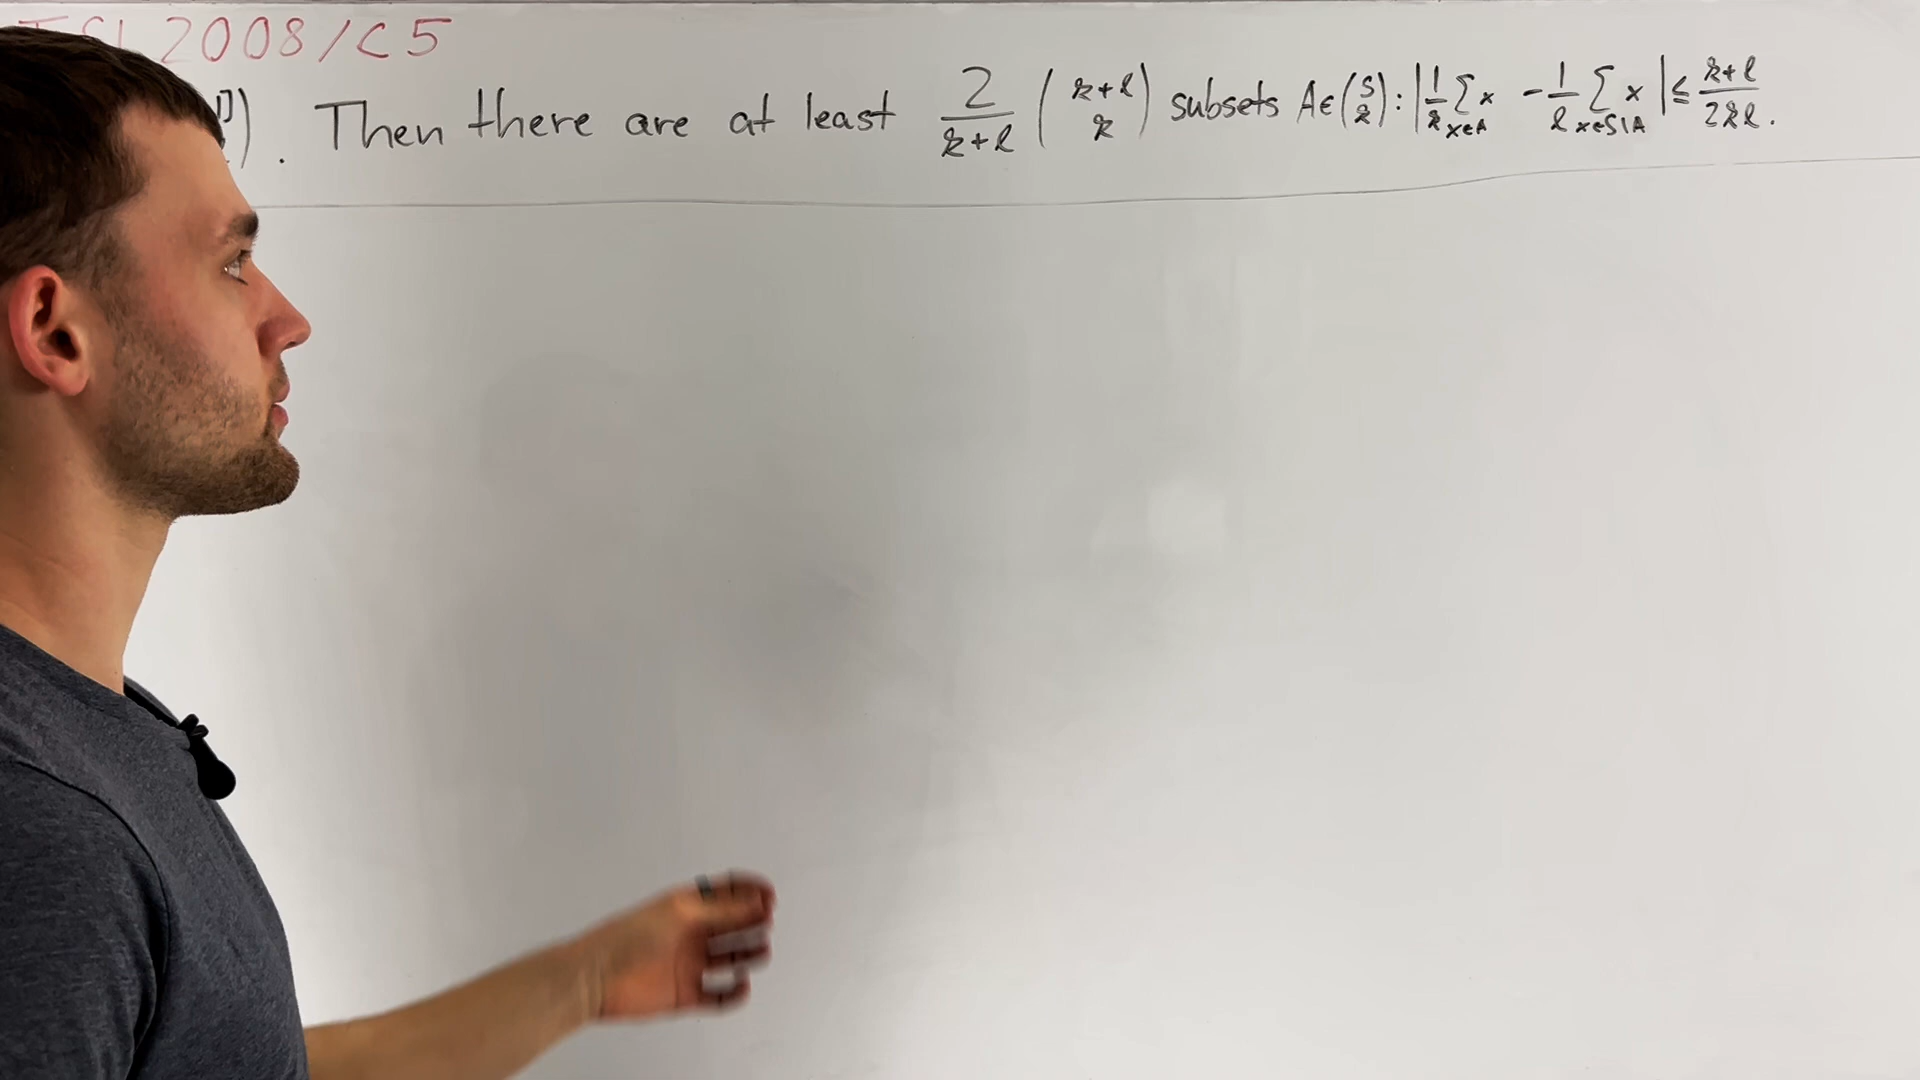 2008/C5
]). Then there are at least 2/(k+l) (k+l choose k) subsets A∈(S choose k): |1/k ∑_{x∈A} x - 1/l ∑_{x∈S\A} x| ≤ (k+l)/(2kl).